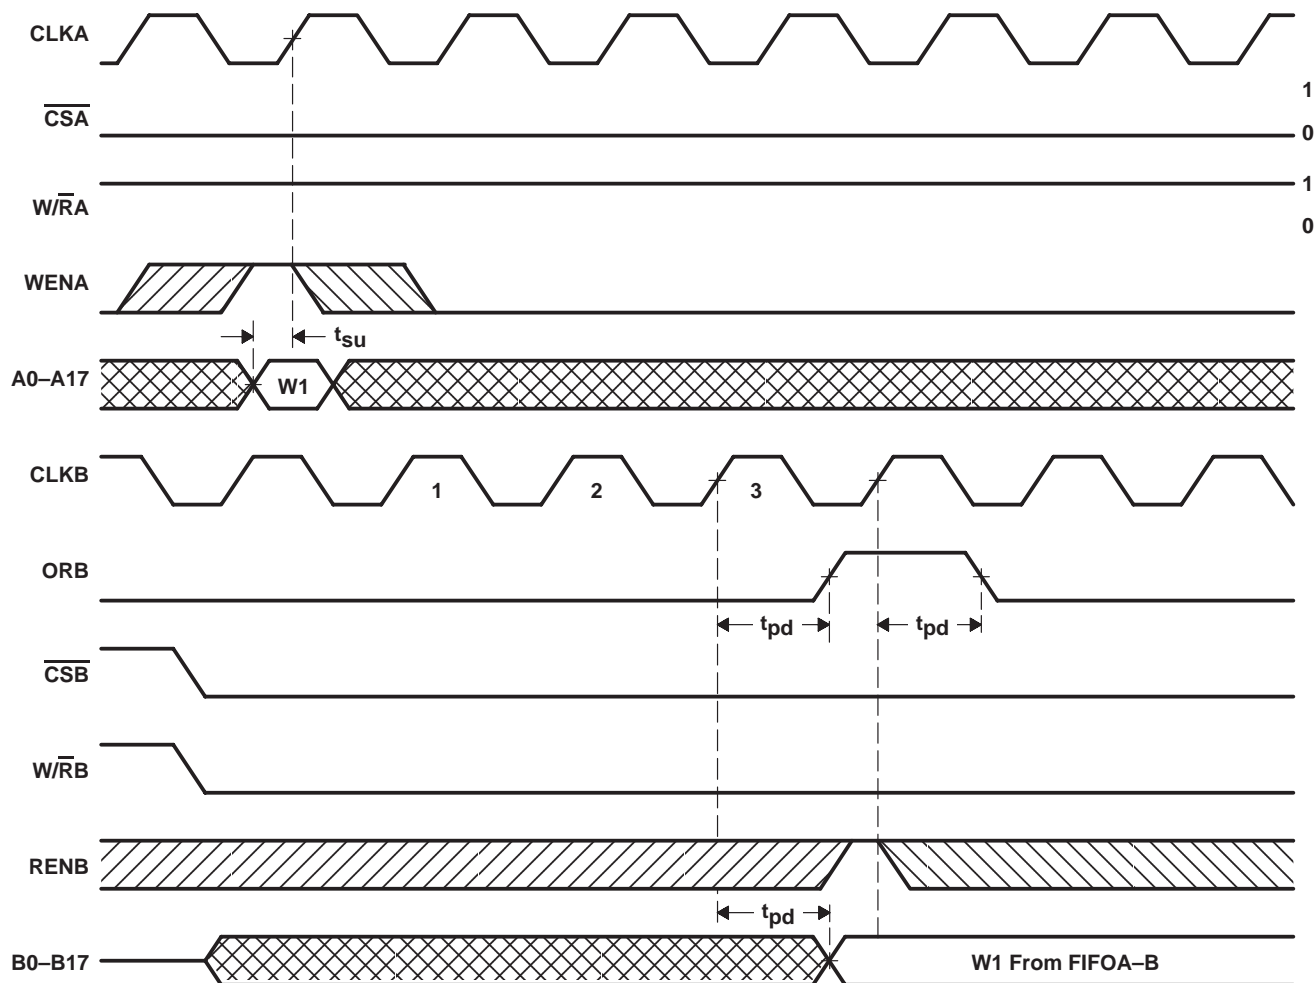 CLKA
1
CSA
0
1
W/RA
0
WENA
tsu
A0–A17
W1
CLKB
1 2 3
ORB
tpd tpd
CSB
W/RB
RENB
tpd
B0–B17
W1 From FIFOA–B